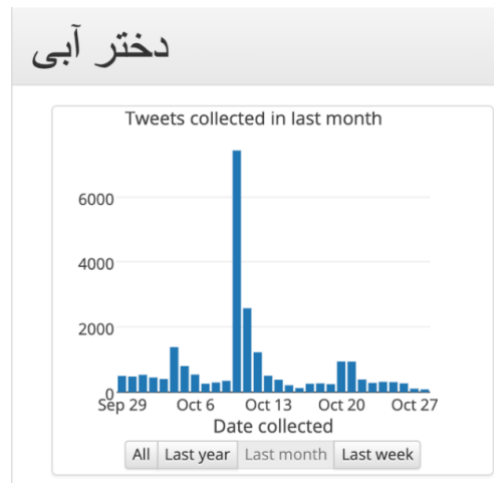 دختر آبی
Tweets collected in last month
6000
4000
2000
0
Sep 29 Oct 6 Oct 13 Oct 20 Oct 27
Date collected
All Last year Last month Last week